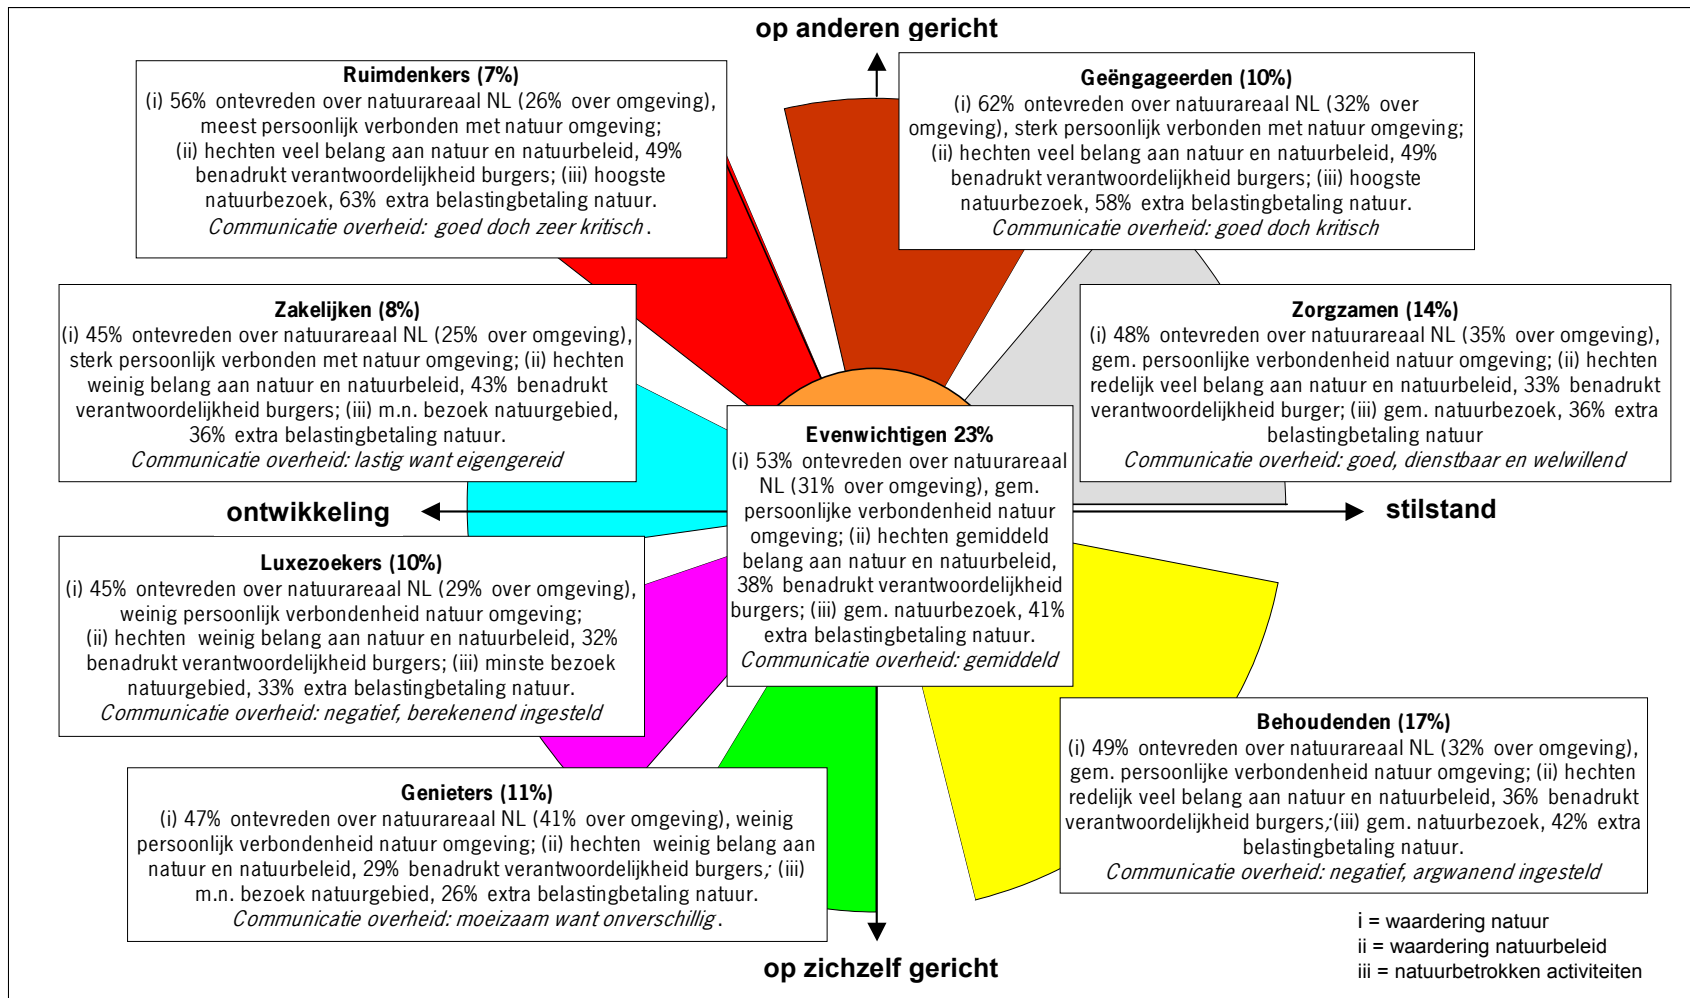 op anderen gericht
Ruimdenkers (7%)
(i) 56% ontevreden over natuurareaal NL (26% over omgeving),
meest persoonlijk verbonden met natuur omgeving;
(ii) hechten veel belang aan natuur en natuurbeleid, 49%
benadrukt verantwoordelijkheid burgers; (iii) hoogste
natuurbezoek, 63% extra belastingbetaling natuur.
Communicatie overheid: goed doch zeer kritisch.
Geëngageerden (10%)
(i) 62% ontevreden over natuurareaal NL (32% over
omgeving), sterk persoonlijk verbonden met natuur omgeving;
(ii) hechten veel belang aan natuur en natuurbeleid, 49%
benadrukt verantwoordelijkheid burgers; (iii) hoogste
natuurbezoek, 58% extra belastingbetaling natuur.
Communicatie overheid: goed doch kritisch
Zakelijken (8%)
(i) 45% ontevreden over natuurareaal NL (25% over omgeving),
sterk persoonlijk verbonden met natuur omgeving; (ii) hechten
weinig belang aan natuur en natuurbeleid, 43% benadrukt
verantwoordelijkheid burgers; (iii) m.n. bezoek natuurgebied,
36% extra belastingbetaling natuur.
Communicatie overheid: lastig want eigengereid
Zorgzamen (14%)
(i) 48% ontevreden over natuurareaal NL (35% over omgeving),
gem. persoonlijke verbondenheid natuur omgeving; (ii) hechten
redelijk veel belang aan natuur en natuurbeleid, 33% benadrukt
verantwoordelijkheid burger; (iii) gem. natuurbezoek, 36% extra
belastingbetaling natuur
Communicatie overheid: goed, dienstbaar en welwillend
Evenwichtigen 23%
(i) 53% ontevreden over natuurareaal
NL (31% over omgeving), gem.
persoonlijke verbondenheid natuur
omgeving; (ii) hechten gemiddeld
belang aan natuur en natuurbeleid,
38% benadrukt verantwoordelijkheid
burgers; (iii) gem. natuurbezoek, 41%
extra belastingbetaling natuur.
Communicatie overheid: gemiddeld
ontwikkeling
stilstand
Luxezoekers (10%)
(i) 45% ontevreden over natuurareaal NL (29% over omgeving),
weinig persoonlijk verbondenheid natuur omgeving;
(ii) hechten weinig belang aan natuur en natuurbeleid, 32%
benadrukt verantwoordelijkheid burgers; (iii) minste bezoek
natuurgebied, 33% extra belastingbetaling natuur.
Communicatie overheid: negatief, berekenend ingesteld
Behoudenden (17%)
(i) 49% ontevreden over natuurareaal NL (32% over omgeving),
gem. persoonlijke verbondenheid natuur omgeving; (ii) hechten
redelijk veel belang aan natuur en natuurbeleid, 36% benadrukt
verantwoordelijkheid burgers;(iii) gem. natuurbezoek, 42% extra
belastingbetaling natuur.
Communicatie overheid: negatief, argwanend ingesteld
Genieters (11%)
(i) 47% ontevreden over natuurareaal NL (41% over omgeving), weinig
persoonlijk verbondenheid natuur omgeving; (ii) hechten weinig belang aan
natuur en natuurbeleid, 29% benadrukt verantwoordelijkheid burgers; (iii)
m.n. bezoek natuurgebied, 26% extra belastingbetaling natuur.
Communicatie overheid: moeizaam want onverschillig.
op zichzelf gericht
i = waardering natuur
ii = waardering natuurbeleid
iii = natuurbetrokken activiteiten